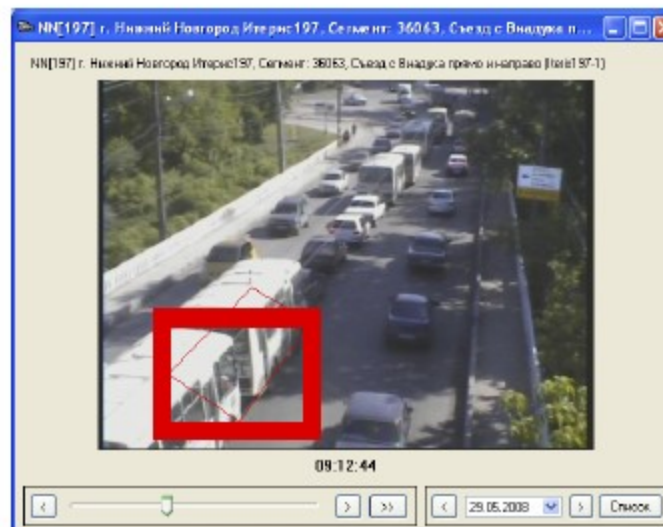 NN[197] г. Нижний Новгород Итерис197, Сегмент: 36063, Съезд с Виадука п...
NN[197] г. Нижний Новгород Итерис197, Сегмент: 36063, Съезд с Виадука прямо и направо (Iteris197-1)
09:12:44
< > >> < 29.05.2008 > Список